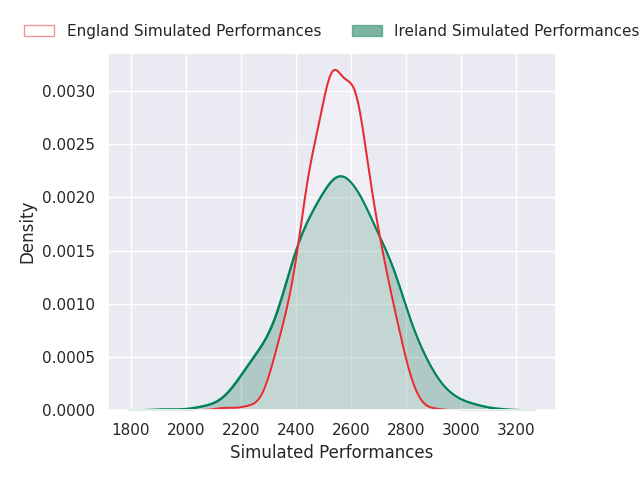 England Simulated Performances Ireland Simulated Performances
0.0030
0.0025
0.0020
0.0015
0.0010
0.0005
0.0000
Density
1800 2000 2200 2400 2600 2800 3000 3200
Simulated Performances